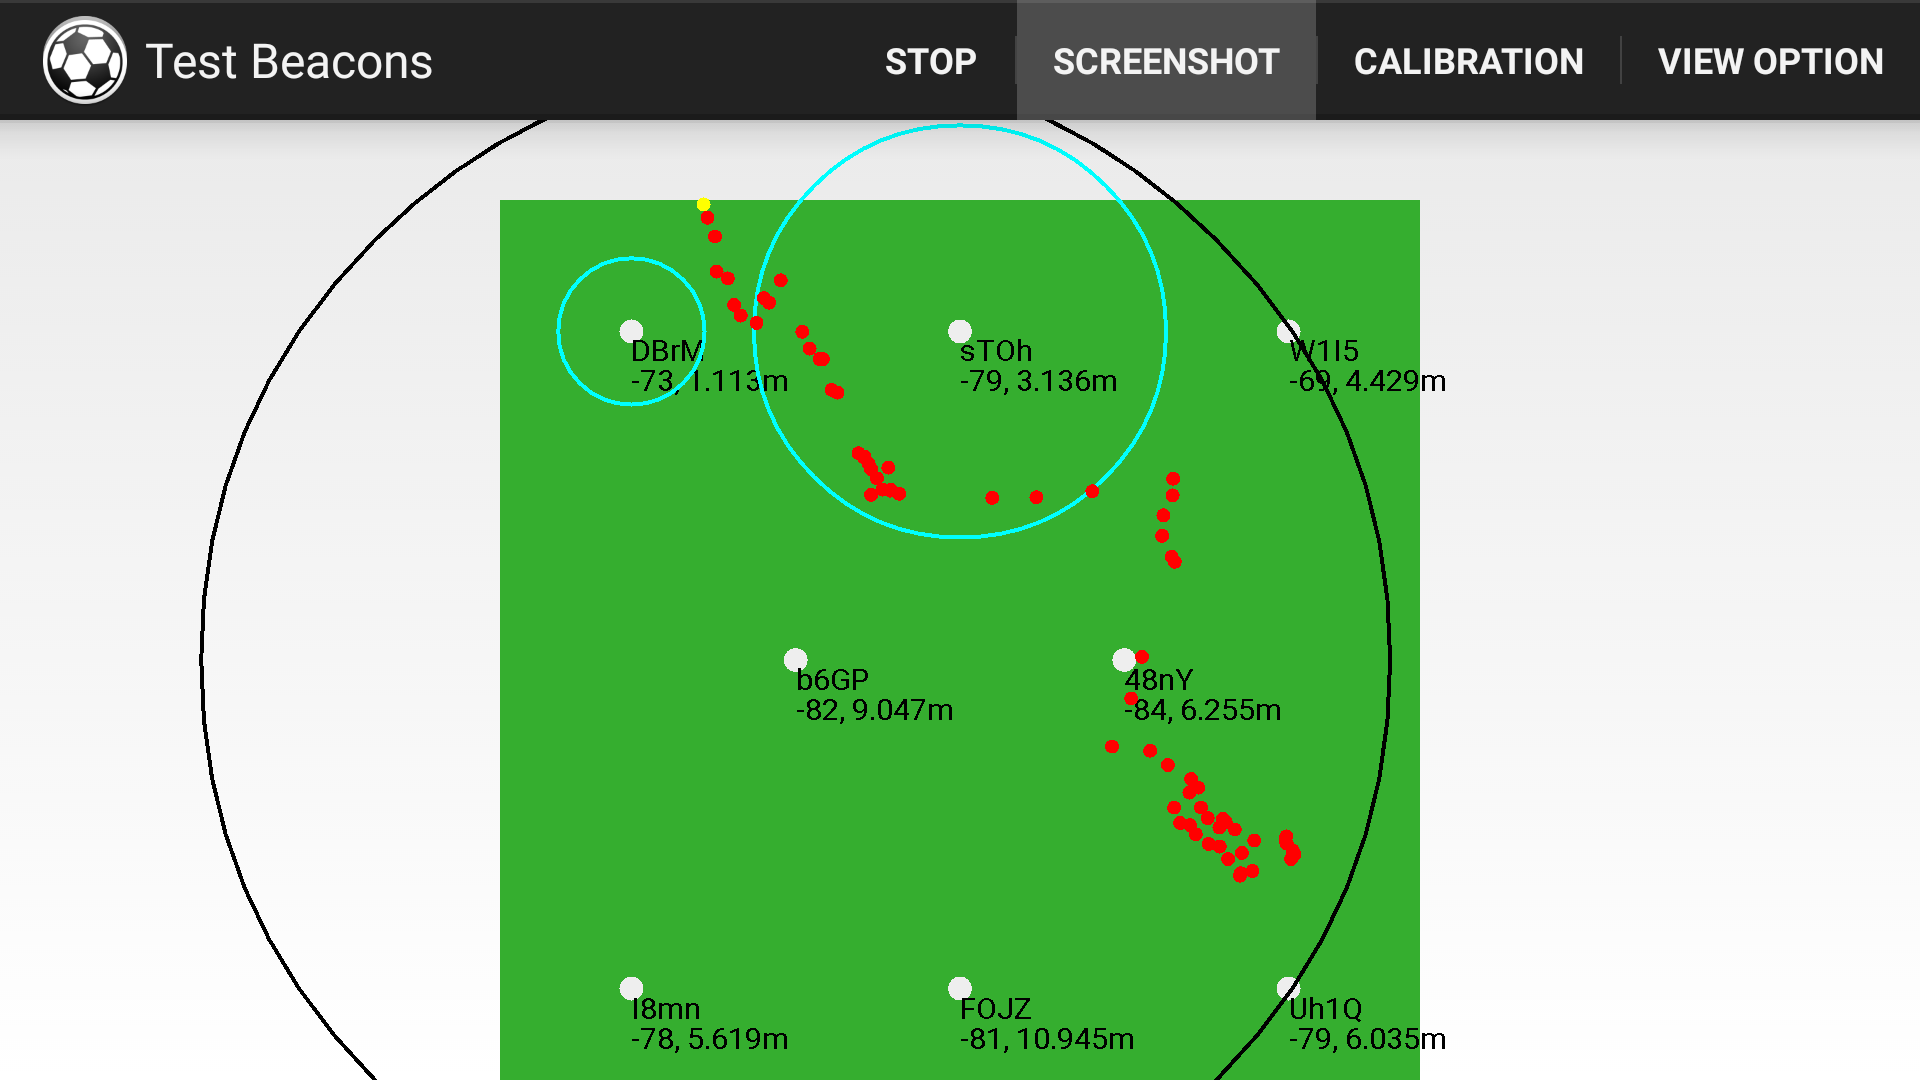 Test Beacons
STOP
SCREENSHOT
CALIBRATION
VIEW OPTION
DBrM
-73, 1.113m
sTOh
-79, 3.136m
W1I5
-69, 4.429m
b6GP
-82, 9.047m
48nY
-84, 6.255m
I8mn
-78, 5.619m
FOJZ
-81, 10.945m
Uh1Q
-79, 6.035m